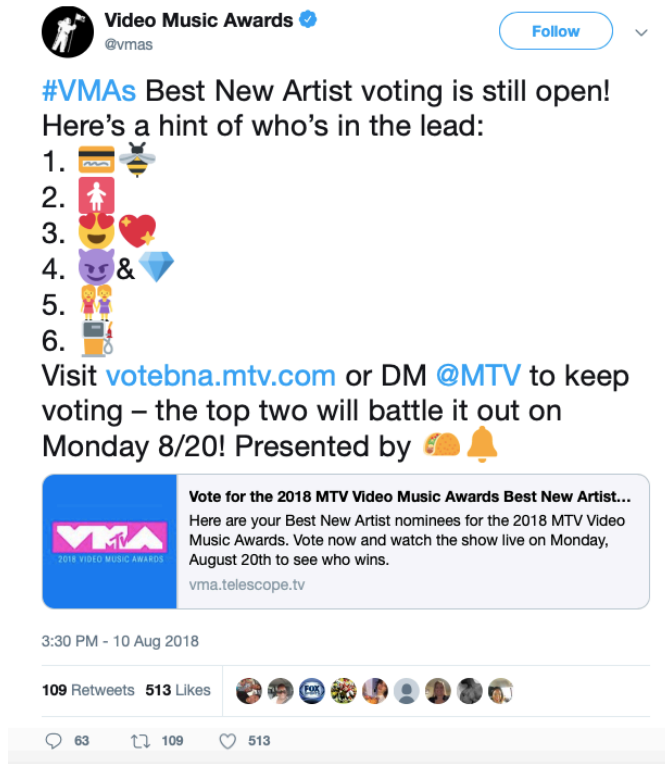 Video Music Awards
@vmas
Follow
#VMAs Best New Artist voting is still open!
Here's a hint of who's in the lead:
1. 💳🐝
2. 🚺
3. 😍💖
4. 😈&💎
5. 👭
6. ⛽
Visit votebna.mtv.com or DM @MTV to keep
voting – the top two will battle it out on
Monday 8/20! Presented by 🌮🔔
VMA
2018 VIDEO MUSIC AWARDS
Vote for the 2018 MTV Video Music Awards Best New Artist...
Here are your Best New Artist nominees for the 2018 MTV Video
Music Awards. Vote now and watch the show live on Monday,
August 20th to see who wins.
vma.telescope.tv
3:30 PM - 10 Aug 2018
109 Retweets 513 Likes
FOX
63 109 513